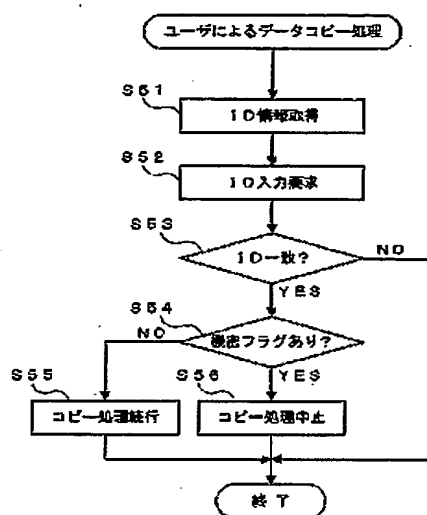 ユーザによるデータコピー処理
S51
ID情報取得
S52
ID入力要求
S53
ID一致?
NO
YES
S54
機密フラグあり?
NO
YES
S55
S56
コピー処理続行
コピー処理中止
終了